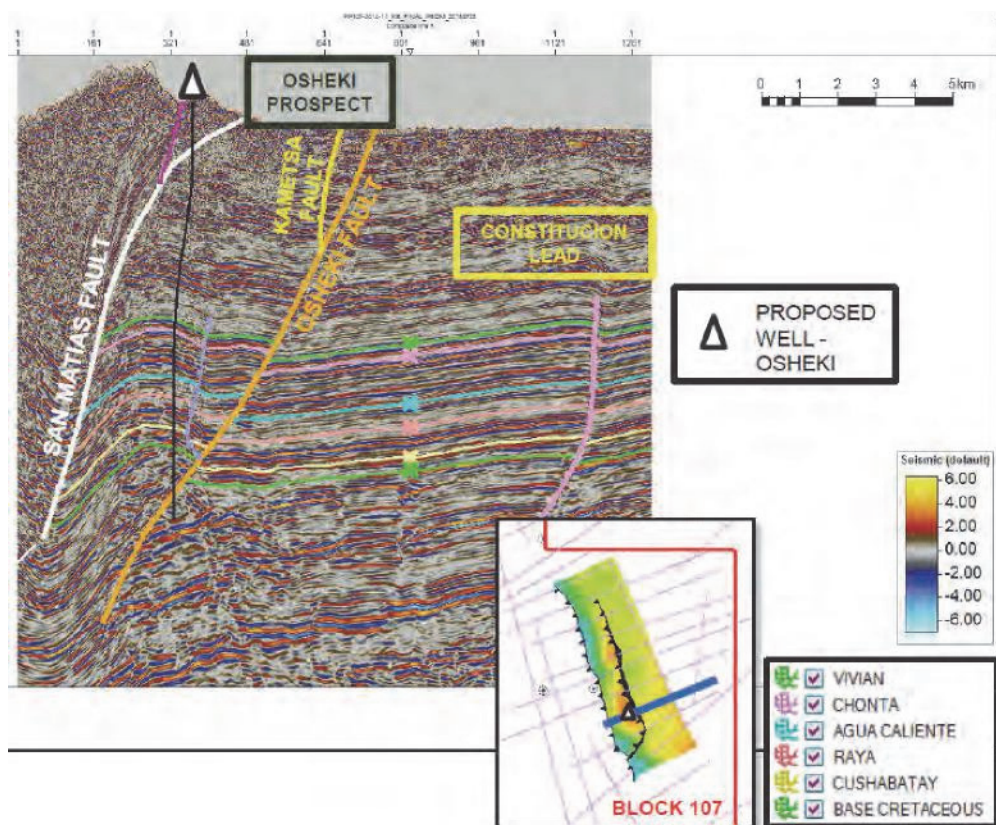 1 161 321 481 641 801 961 1121 1281
OSHEKI
PROSPECT
0 1 2 3 4 5km
KAMETSA
FAULT
OSHEKI FAULT
SAN MATIAS FAULT
CONSTITUCION
LEAD
PROPOSED
WELL -
OSHEKI
Seismic (default)
6.00
4.00
2.00
0.00
-2.00
-4.00
-6.00
BLOCK 107
VIVIAN
CHONTA
AGUA CALIENTE
RAYA
CUSHABATAY
BASE CRETACEOUS